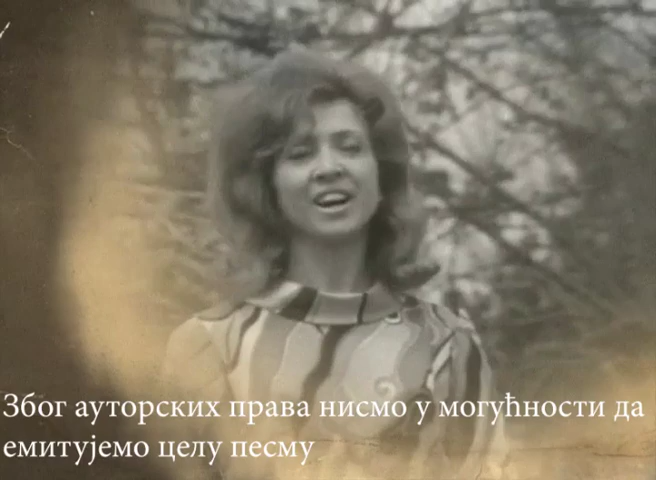 Због ауторских права нисмо у могућности да
емитујемо целу песму